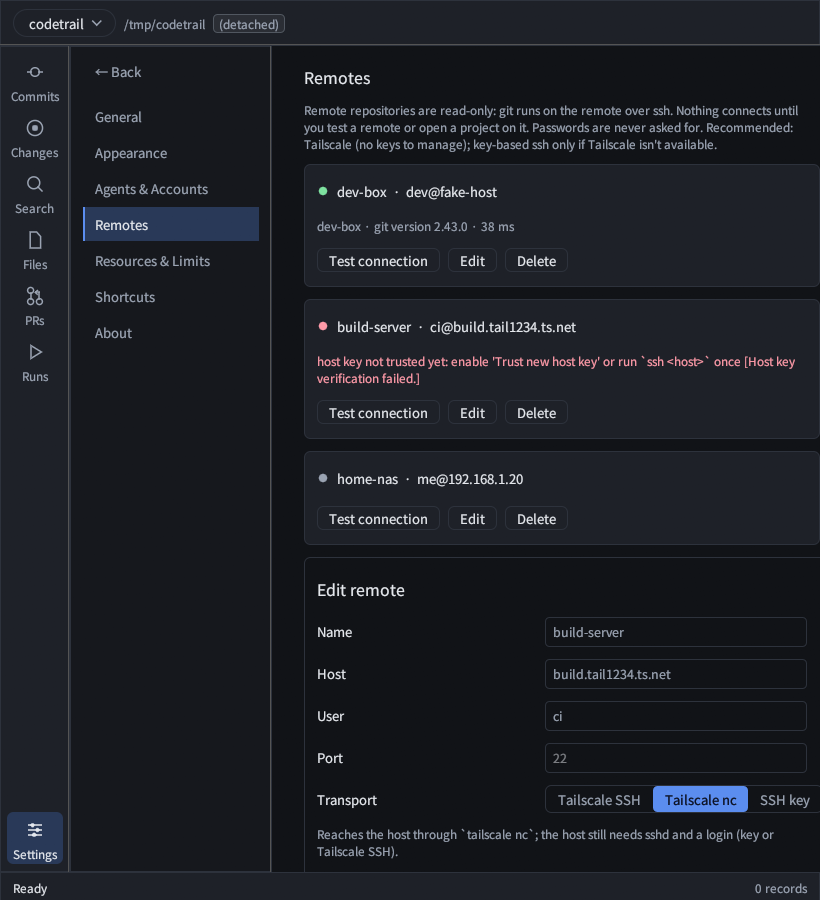 codetrail /tmp/codetrail (detached)
Commits
Changes
Search
Files
PRs
Runs
Settings
← Back
General
Appearance
Agents & Accounts
Remotes
Resources & Limits
Shortcuts
About
Remotes
Remote repositories are read-only: git runs on the remote over ssh. Nothing connects until
you test a remote or open a project on it. Passwords are never asked for. Recommended:
Tailscale (no keys to manage); key-based ssh only if Tailscale isn't available.
dev-box · dev@fake-host
dev-box · git version 2.43.0 · 38 ms
Test connection Edit Delete
build-server · ci@build.tail1234.ts.net
host key not trusted yet: enable 'Trust new host key' or run `ssh <host>` once [Host key
verification failed.]
Test connection Edit Delete
home-nas · me@192.168.1.20
Test connection Edit Delete
Edit remote
Name build-server
Host build.tail1234.ts.net
User ci
Port 22
Transport Tailscale SSH Tailscale nc SSH key
Reaches the host through `tailscale nc`; the host still needs sshd and a login (key or
Tailscale SSH).
Ready 0 records